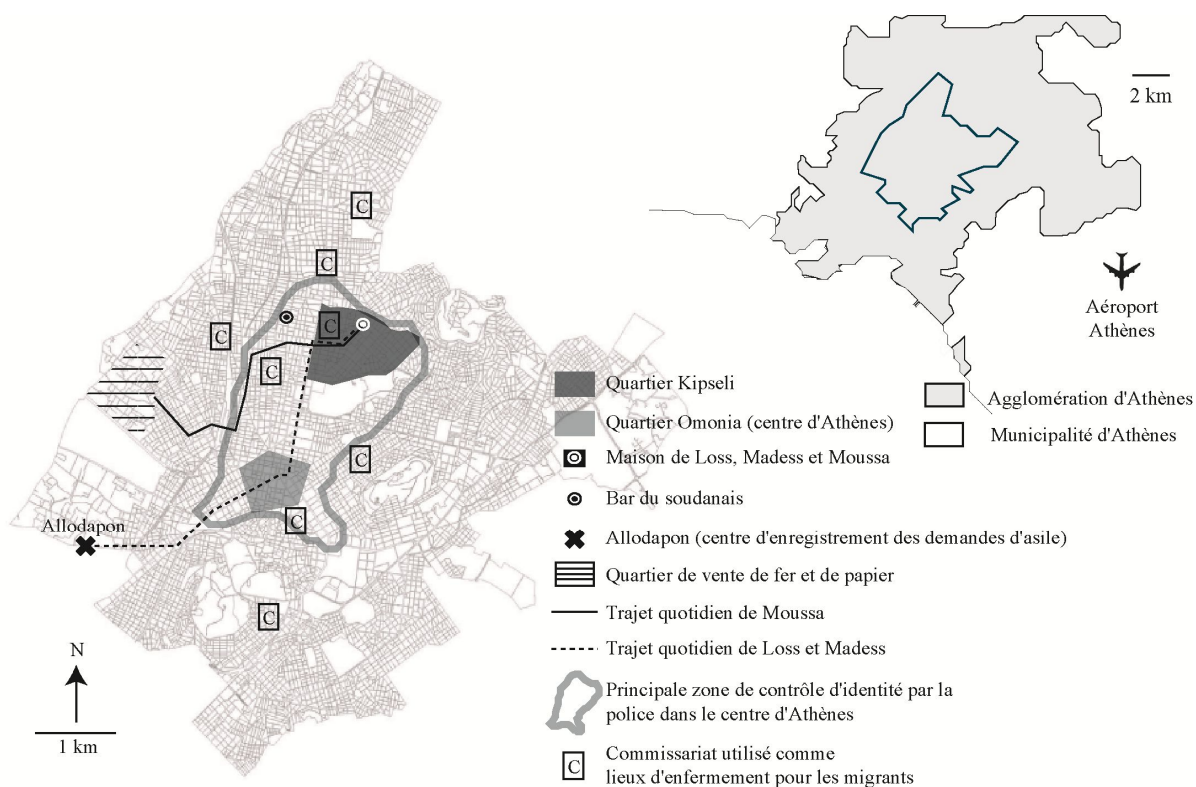 2 km
Aéroport
Athènes
Agglomération d'Athènes
Municipalité d'Athènes
C
C
C
C
C
C
C
C
Allodapon
N
1 km
Quartier Kipseli
Quartier Omonia (centre d'Athènes)
Maison de Loss, Madess et Moussa
Bar du soudanais
Allodapon (centre d'enregistrement des demandes d'asile)
Quartier de vente de fer et de papier
Trajet quotidien de Moussa
Trajet quotidien de Loss et Madess
Principale zone de contrôle d'identité par la
police dans le centre d'Athènes
C
Commissariat utilisé comme
lieux d'enfermement pour les migrants